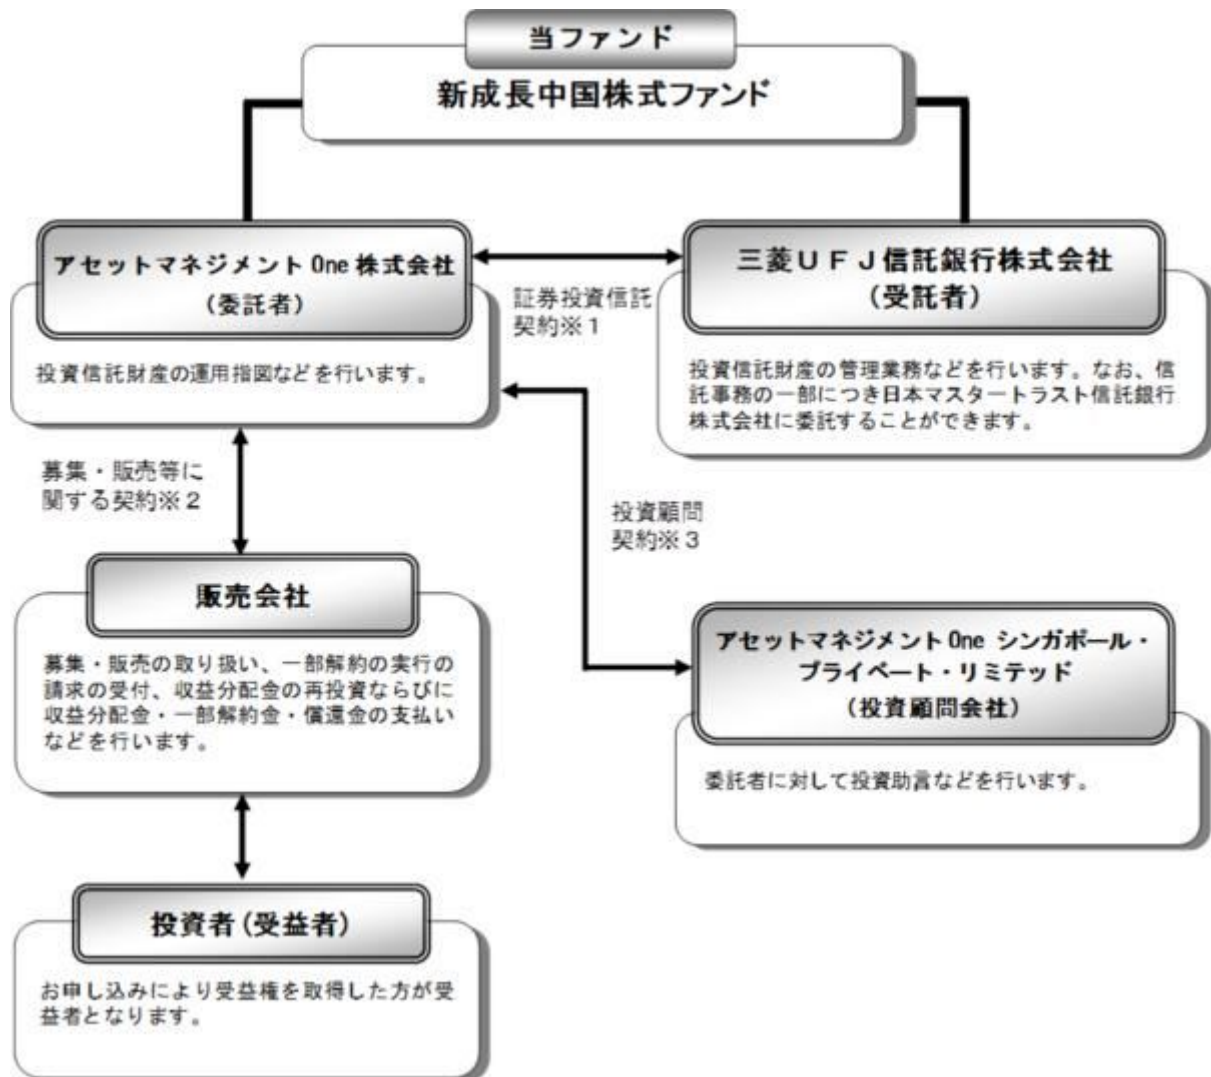 当ファンド
新成長中国株式ファンド
アセットマネジメントOne株式会社
(委託者)
投資信託財産の運用指図などを行います。
証券投資信託
契約※1
三菱UFJ信託銀行株式会社
(受託者)
投資信託財産の管理業務などを行います。なお、信
託事務の一部につき日本マスタートラスト信託銀行
株式会社に委託することができます。
募集・販売等に
関する契約※2
投資顧問
契約※3
販売会社
募集・販売の取り扱い、一部解約の実行の
請求の受付、収益分配金の再投資ならびに
収益分配金・一部解約金・償還金の支払い
などを行います。
アセットマネジメントOne シンガポール・
プライベート・リミテッド
(投資顧問会社)
委託者に対して投資助言などを行います。
投資者(受益者)
お申し込みにより受益権を取得した方が受
益者となります。